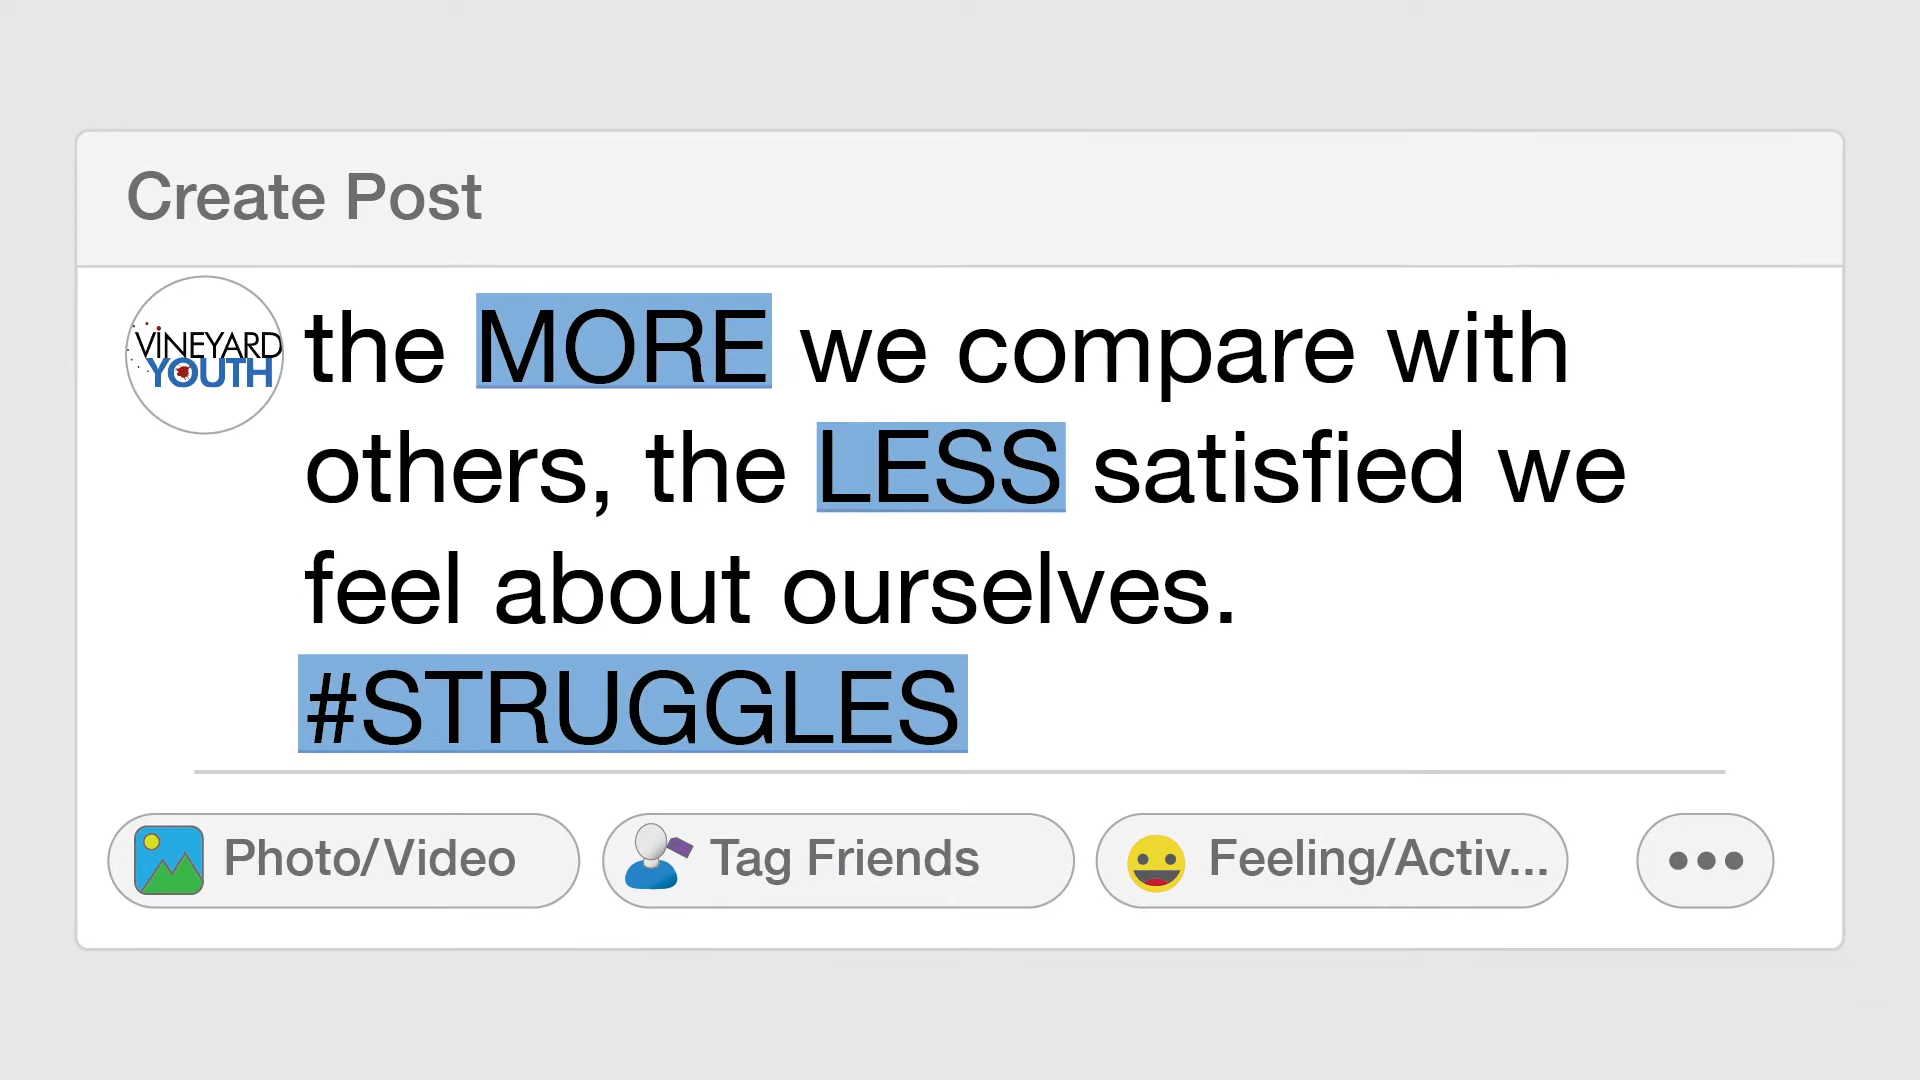 Create Post
VINEYARD
YOUTH
the MORE we compare with
others, the LESS satisfied we
feel about ourselves.
#STRUGGLES
Photo/Video
Tag Friends
Feeling/Activ...